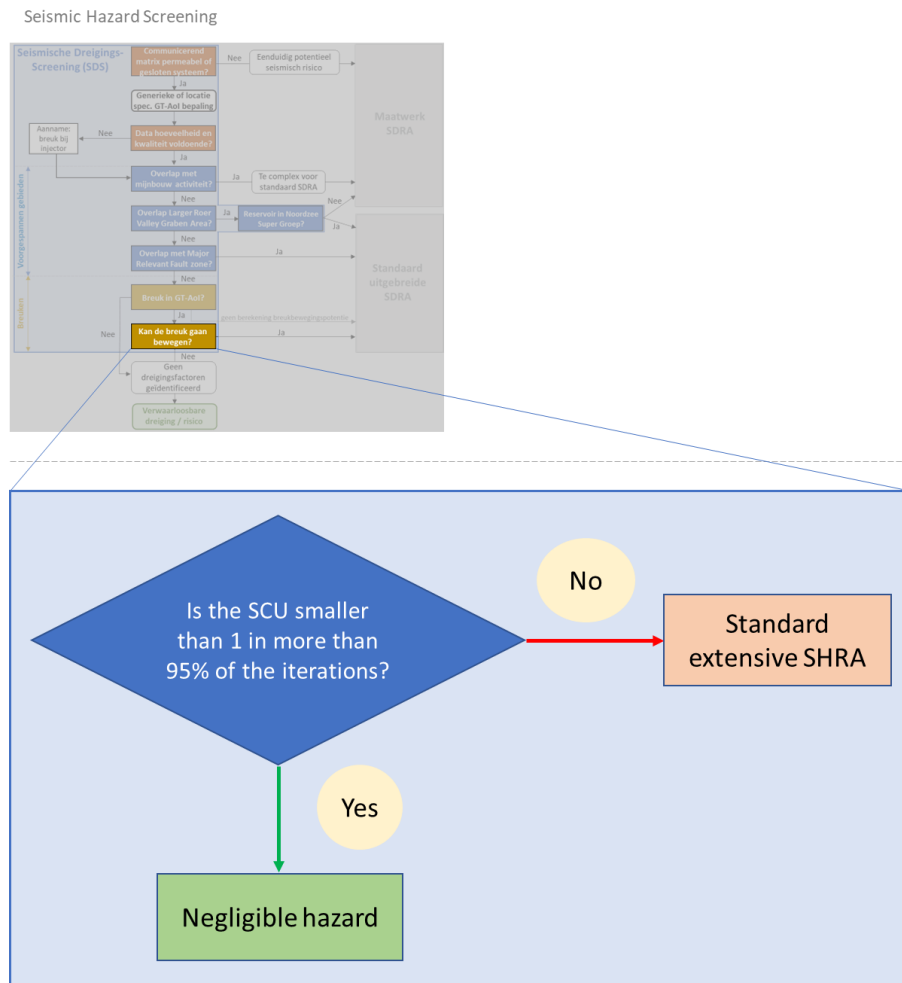 Seismic Hazard Screening
Seismische Dreigings-
Screening (SDS)
Communicerend
matrix permeabel of
gesloten systeem?
Nee
Eenduidig potentieel
seismisch risico
Ja
Generieke of locatie
spec. GT-AoI bepaling
Maatwerk
SDRA
Aanname:
breuk bij
injector
Nee
Data hoeveelheid en
kwaliteit voldoende?
Ja
Voorgespannen gebieden
Overlap met
mijnbouw activiteit?
Ja
Te complex voor
standaard SDRA
Nee
Nee
Overlap Larger Roer
Valley Graben Area?
Ja
Reservoir in Noordzee
Super Groep?
Ja
Nee
Overlap met Major
Relevant Fault zone?
Ja
Standaard
uitgebreide
SDRA
Nee
Breuken
Breuk in GT-AoI?
Ja
geen berekening breukbewegingspotentie
Nee
Kan de breuk gaan
bewegen?
Ja
Nee
Geen
dreigingsfactoren
geïdentificeerd
Verwaarloosbare
dreiging / risico
Is the SCU smaller
than 1 in more than
95% of the iterations?
No
Standard
extensive SHRA
Yes
Negligible hazard